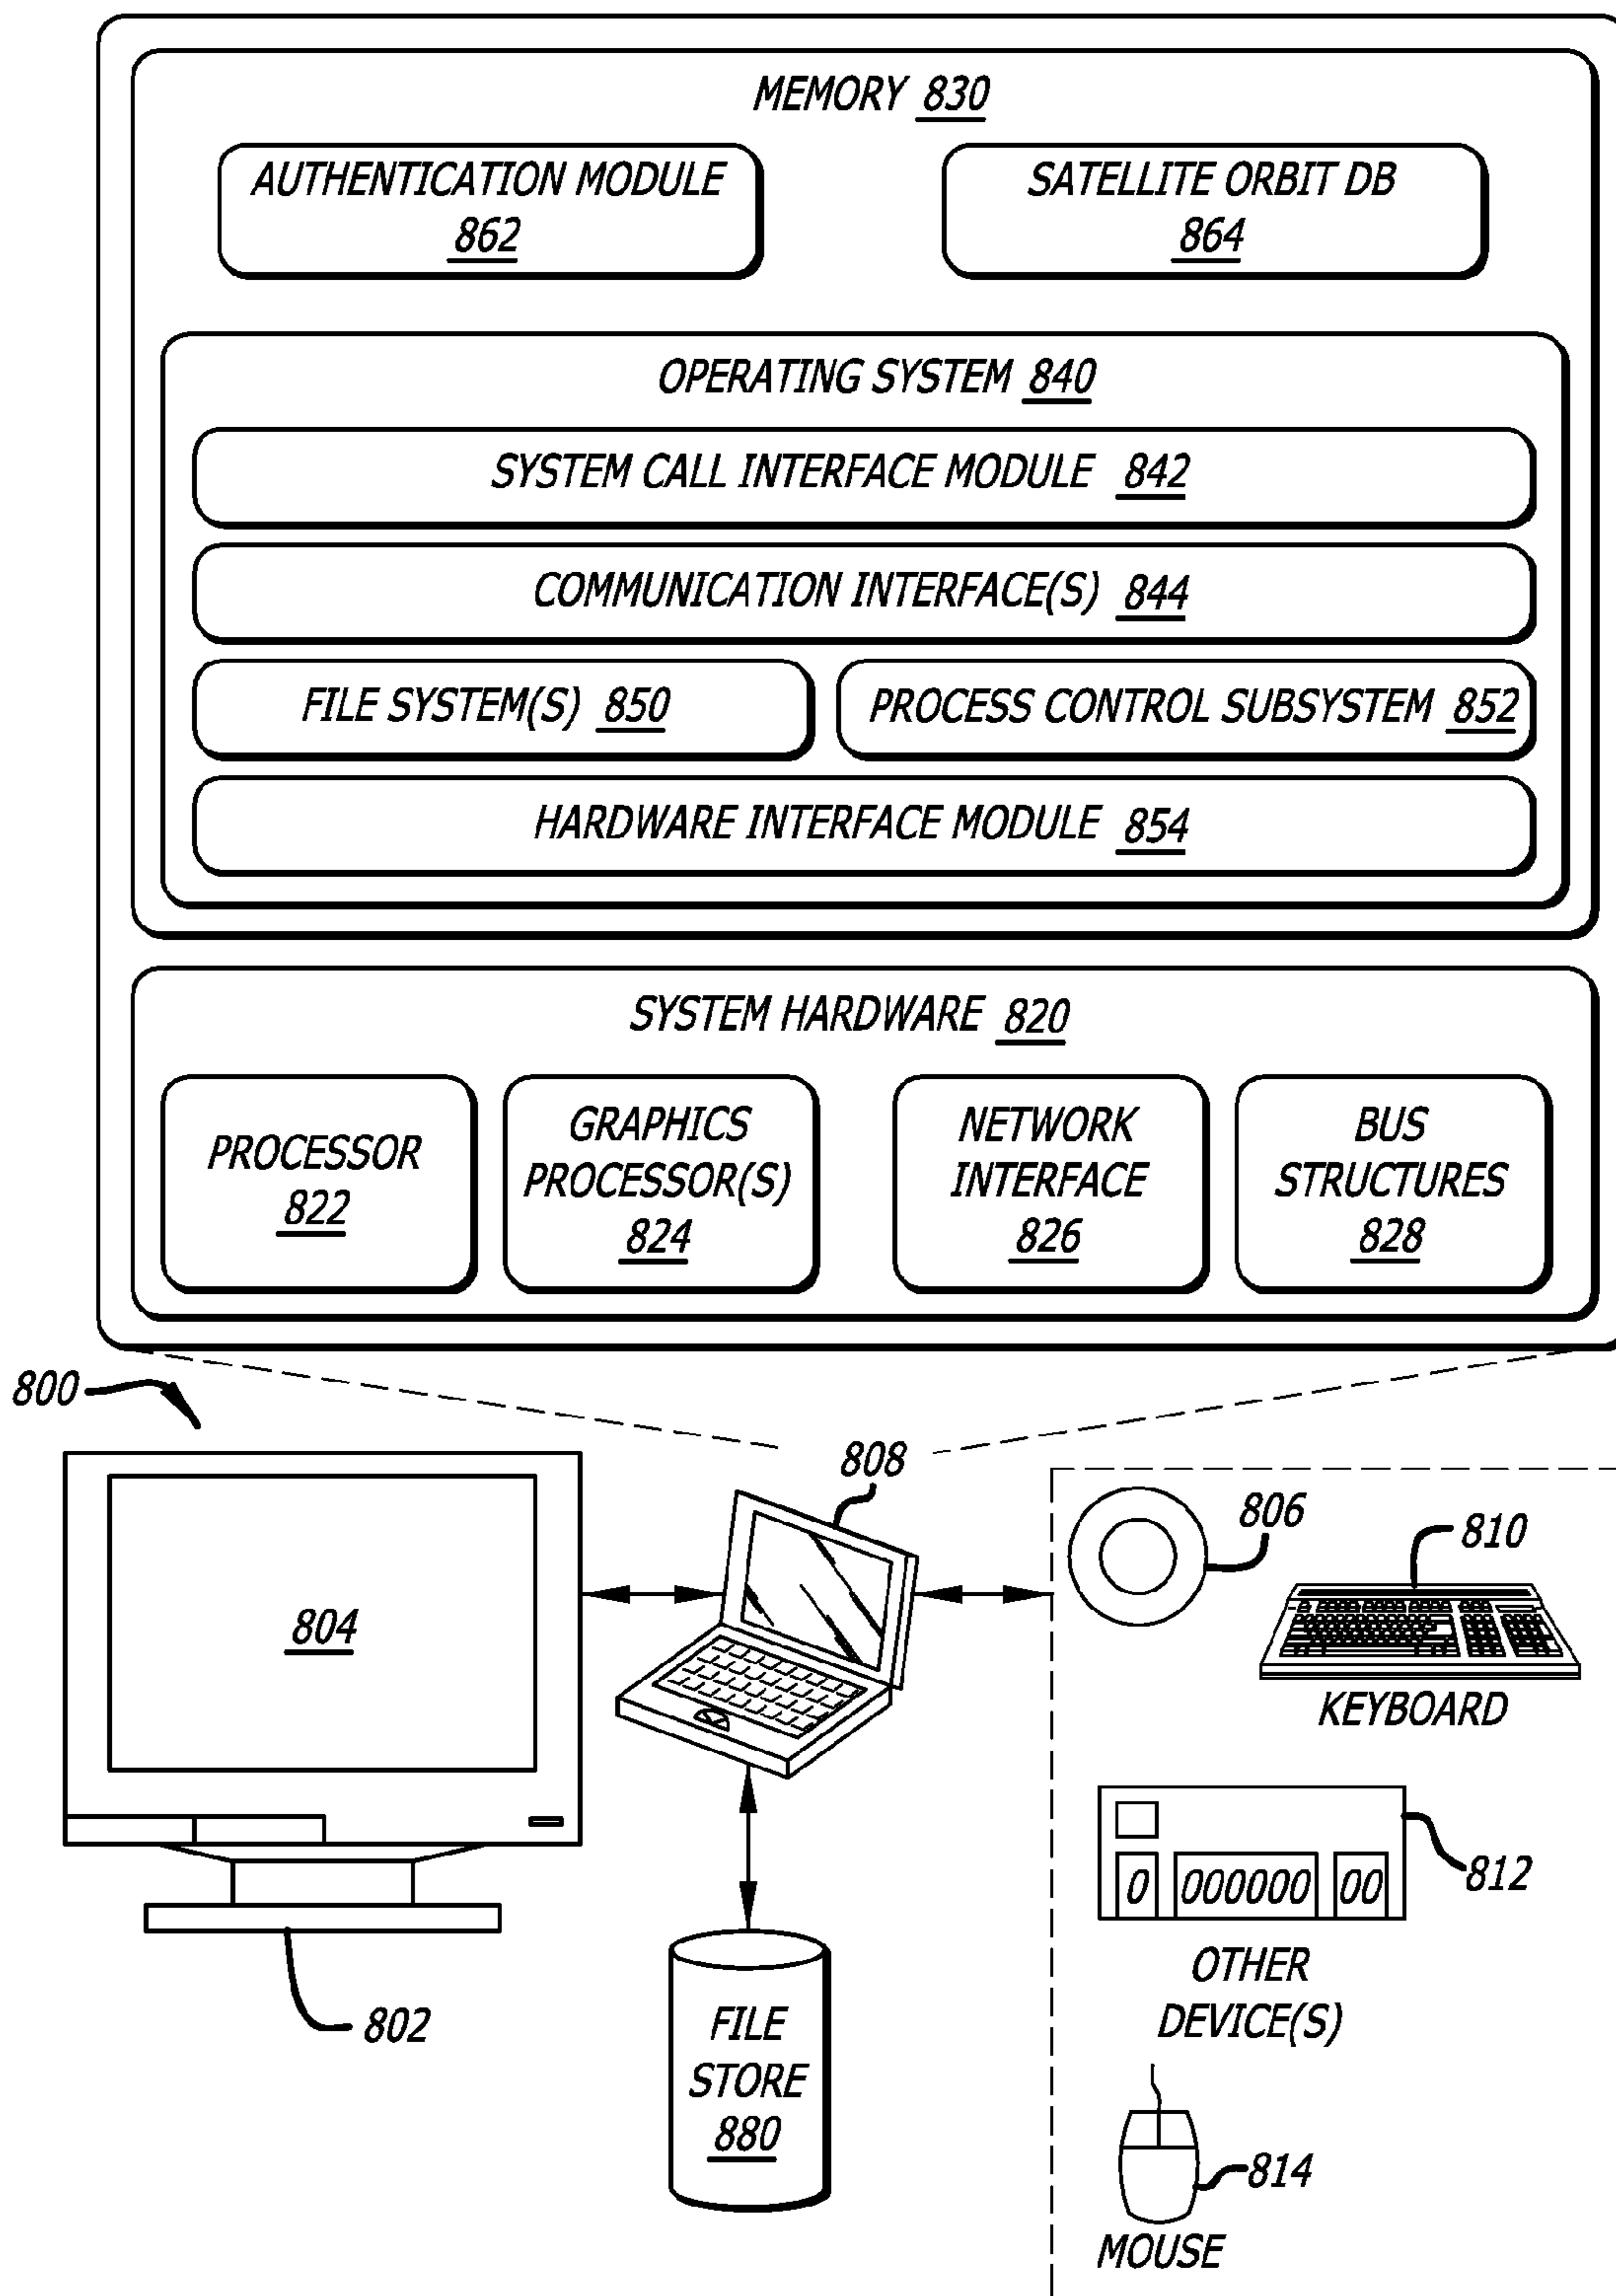 MEMORY 830
AUTHENTICATION MODULE
862
SATELLITE ORBIT DB
864
OPERATING SYSTEM 840
SYSTEM CALL INTERFACE MODULE 842
COMMUNICATION INTERFACE(S) 844
FILE SYSTEM(S) 850
PROCESS CONTROL SUBSYSTEM 852
HARDWARE INTERFACE MODULE 854
SYSTEM HARDWARE 820
PROCESSOR
822
GRAPHICS
PROCESSOR(S)
824
NETWORK
INTERFACE
826
BUS
STRUCTURES
828
800
808
806
810
804
KEYBOARD
0 000000 00
812
OTHER
DEVICE(S)
802
FILE
STORE
880
814
MOUSE